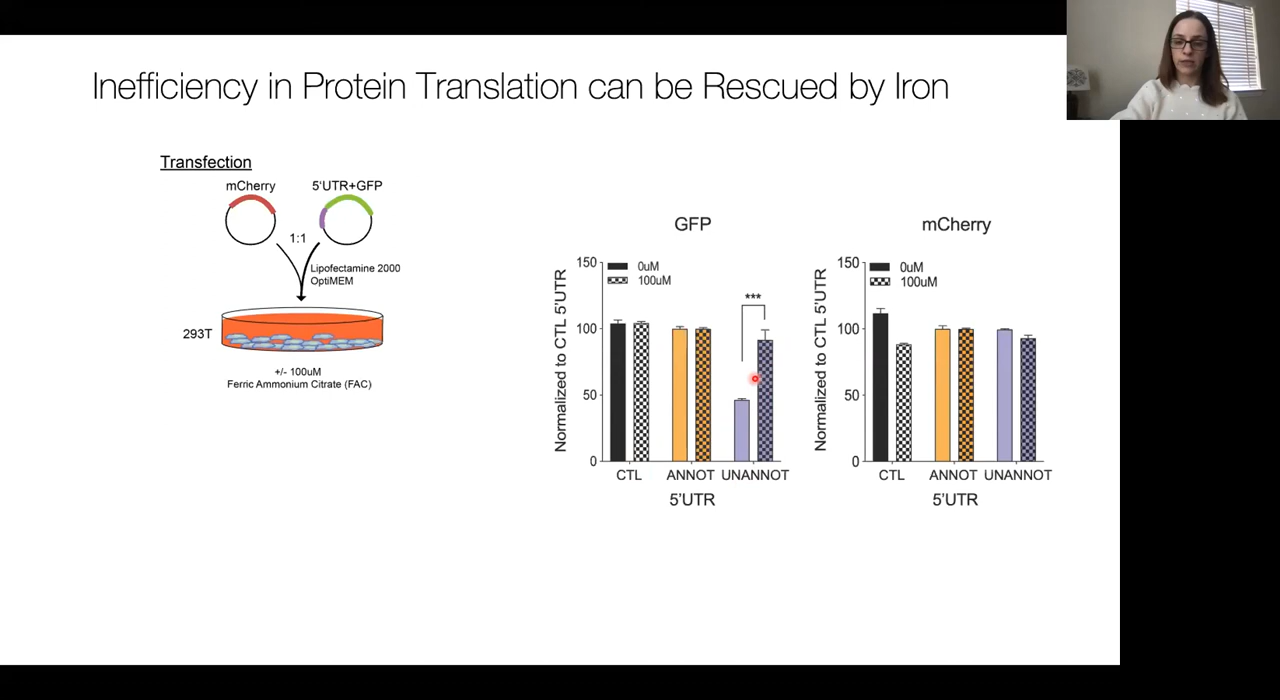 Inefficiency in Protein Translation can be Rescued by Iron
Transfection
mCherry
5'UTR+GFP
1:1
Lipofectamine 2000
OptiMEM
293T
+/- 100uM
Ferric Ammonium Citrate (FAC)
GFP
Normalized to CTL 5'UTR
150
100
50
0
0uM
100uM
***
CTL
ANNOT
UNANNOT
5'UTR
mCherry
Normalized to CTL 5'UTR
150
100
50
0
0uM
100uM
CTL
ANNOT
UNANNOT
5'UTR